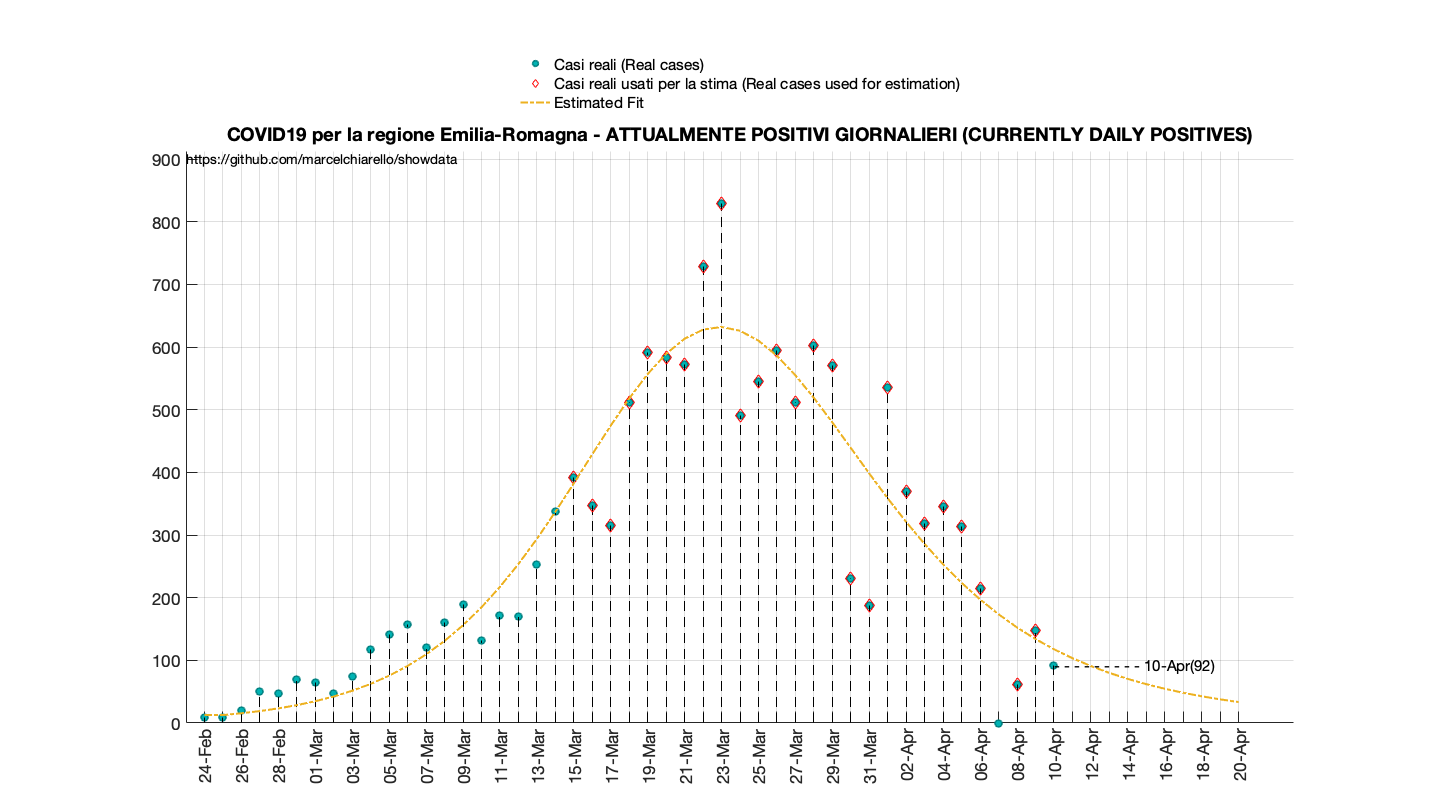 Casi reali (Real cases)
Casi reali usati per la stima (Real cases used for estimation)
Estimated Fit
COVID19 per la regione Emilia-Romagna - ATTUALMENTE POSITIVI GIORNALIERI (CURRENTLY DAILY POSITIVES)
https://github.com/marcelchiarello/showdata
900
800
700
600
500
400
300
200
100
0
10-Apr(92)
24-Feb
26-Feb
28-Feb
01-Mar
03-Mar
05-Mar
07-Mar
09-Mar
11-Mar
13-Mar
15-Mar
17-Mar
19-Mar
21-Mar
23-Mar
25-Mar
27-Mar
29-Mar
31-Mar
02-Apr
04-Apr
06-Apr
08-Apr
10-Apr
12-Apr
14-Apr
16-Apr
18-Apr
20-Apr